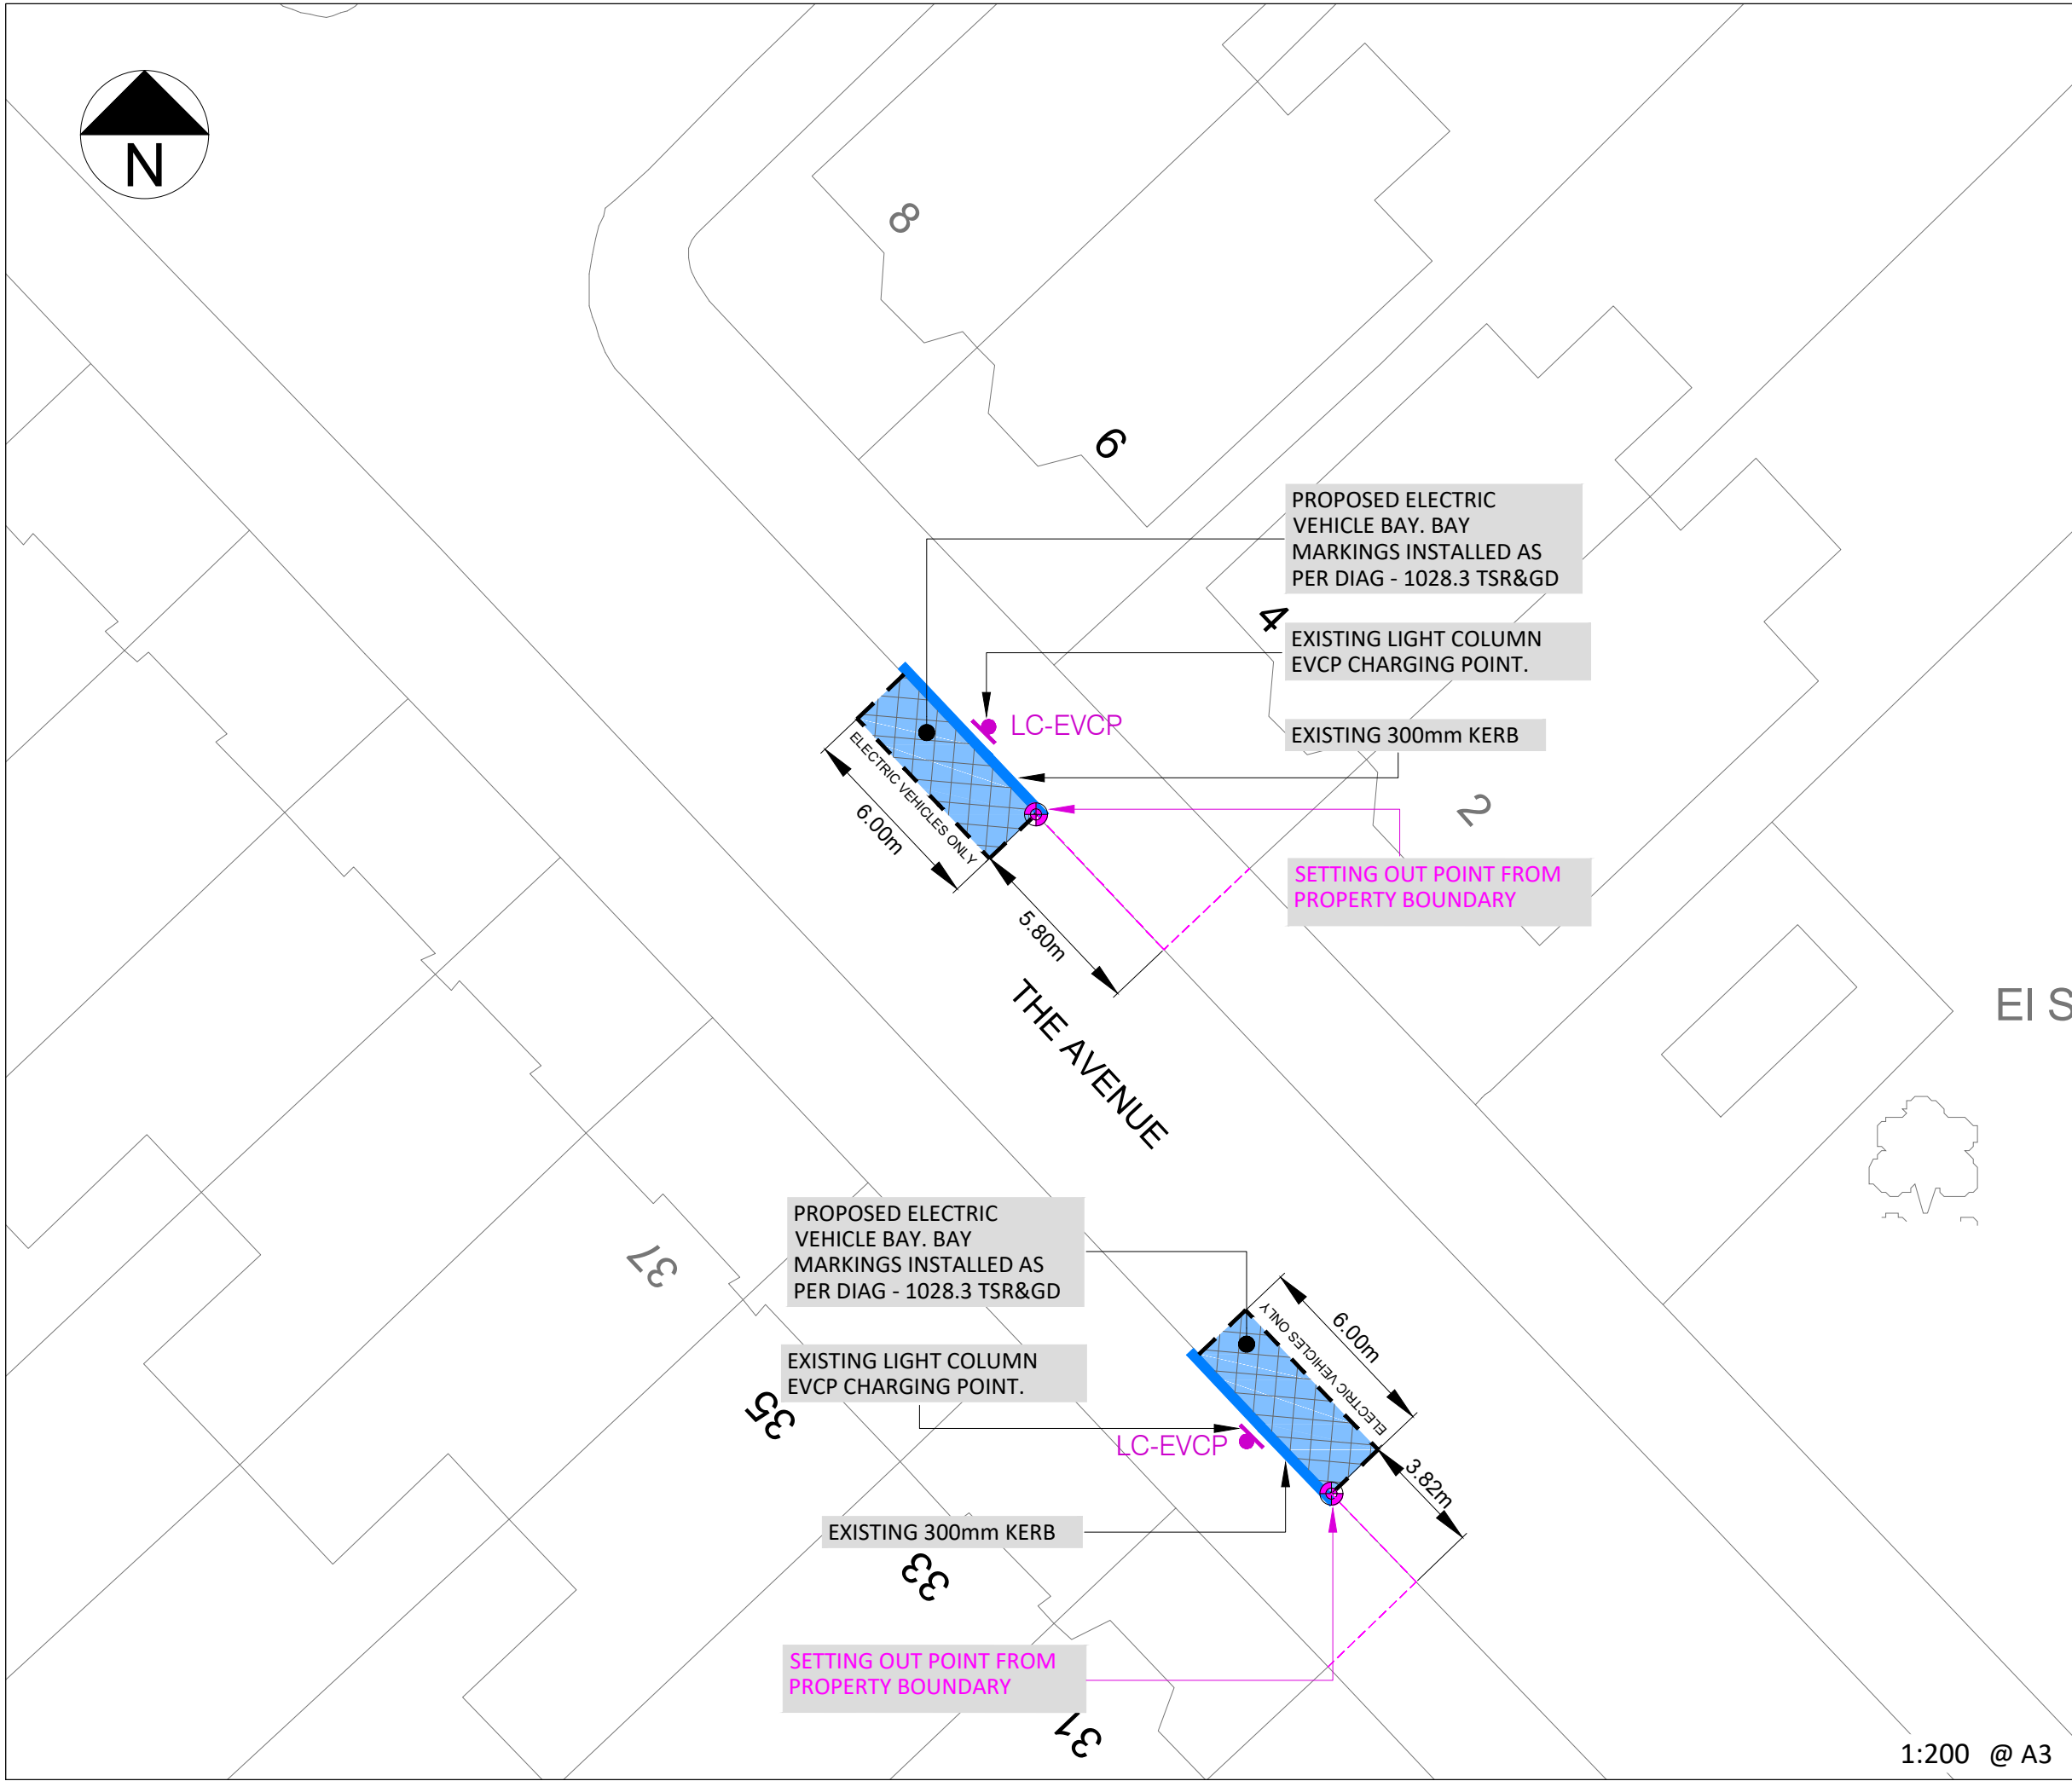 N
8
6
PROPOSED ELECTRIC
VEHICLE BAY. BAY
MARKINGS INSTALLED AS
PER DIAG - 1028.3 TSR&GD
4
EXISTING LIGHT COLUMN
EVCP CHARGING POINT.
LC-EVCP
EXISTING 300mm KERB
ELECTRIC VEHICLES ONLY
6.00m
2
SETTING OUT POINT FROM
PROPERTY BOUNDARY
5.80m
THE AVENUE
El S
PROPOSED ELECTRIC
VEHICLE BAY. BAY
MARKINGS INSTALLED AS
PER DIAG - 1028.3 TSR&GD
37
ELECTRIC VEHICLES ONLY
6.00m
EXISTING LIGHT COLUMN
EVCP CHARGING POINT.
35
LC-EVCP
3.82m
EXISTING 300mm KERB
33
SETTING OUT POINT FROM
PROPERTY BOUNDARY
31
1:200 @ A3